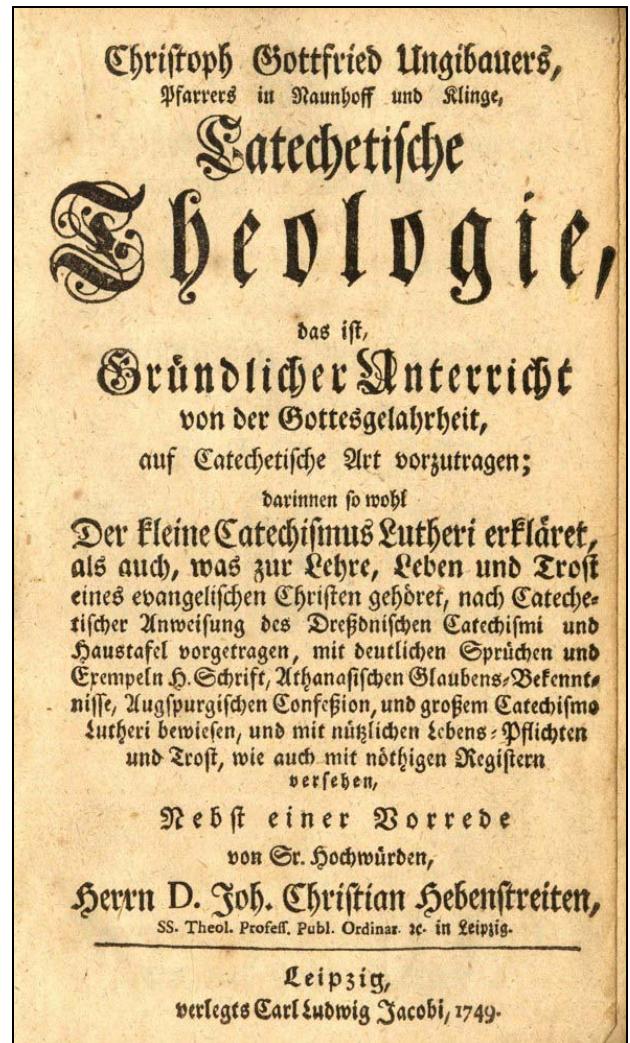 Christoph Gottfried Ungibauers,
Pfarrers in Naunhoff und Klinge,
Catechetische
Theologie,
das ist,
Gründlicher Unterricht
von der Gottesgelahrheit,
auf Catechetische Art vorzutragen;
darinnen so wohl
Der kleine Catechismus Lutheri erkläret,
als auch, was zur Lehre, Leben und Trost
eines evangelischen Christen gehöret, nach Cateche-
tischer Anweisung des Dreßdnischen Catechismi und
Haustafel vorgetragen, mit deutlichen Sprüchen und
Exempeln H. Schrift, Athanasischen Glaubens-Bekennt-
nisse, Augspurgischen Confeßion, und großem Catechismo
Lutheri bewiesen, und mit nützlichen Lebens-Pflichten
und Trost, wie auch mit nöthigen Registern
versehen,
Nebst einer Vorrede
von Sr. Hochwürden,
Herrn D. Joh. Christian Hebenstreiten,
SS. Theol. Profess. Publ. Ordinar. ꝛc. in Leipzig.
Leipzig,
verlegts Carl Ludwig Jacobi, 1749.